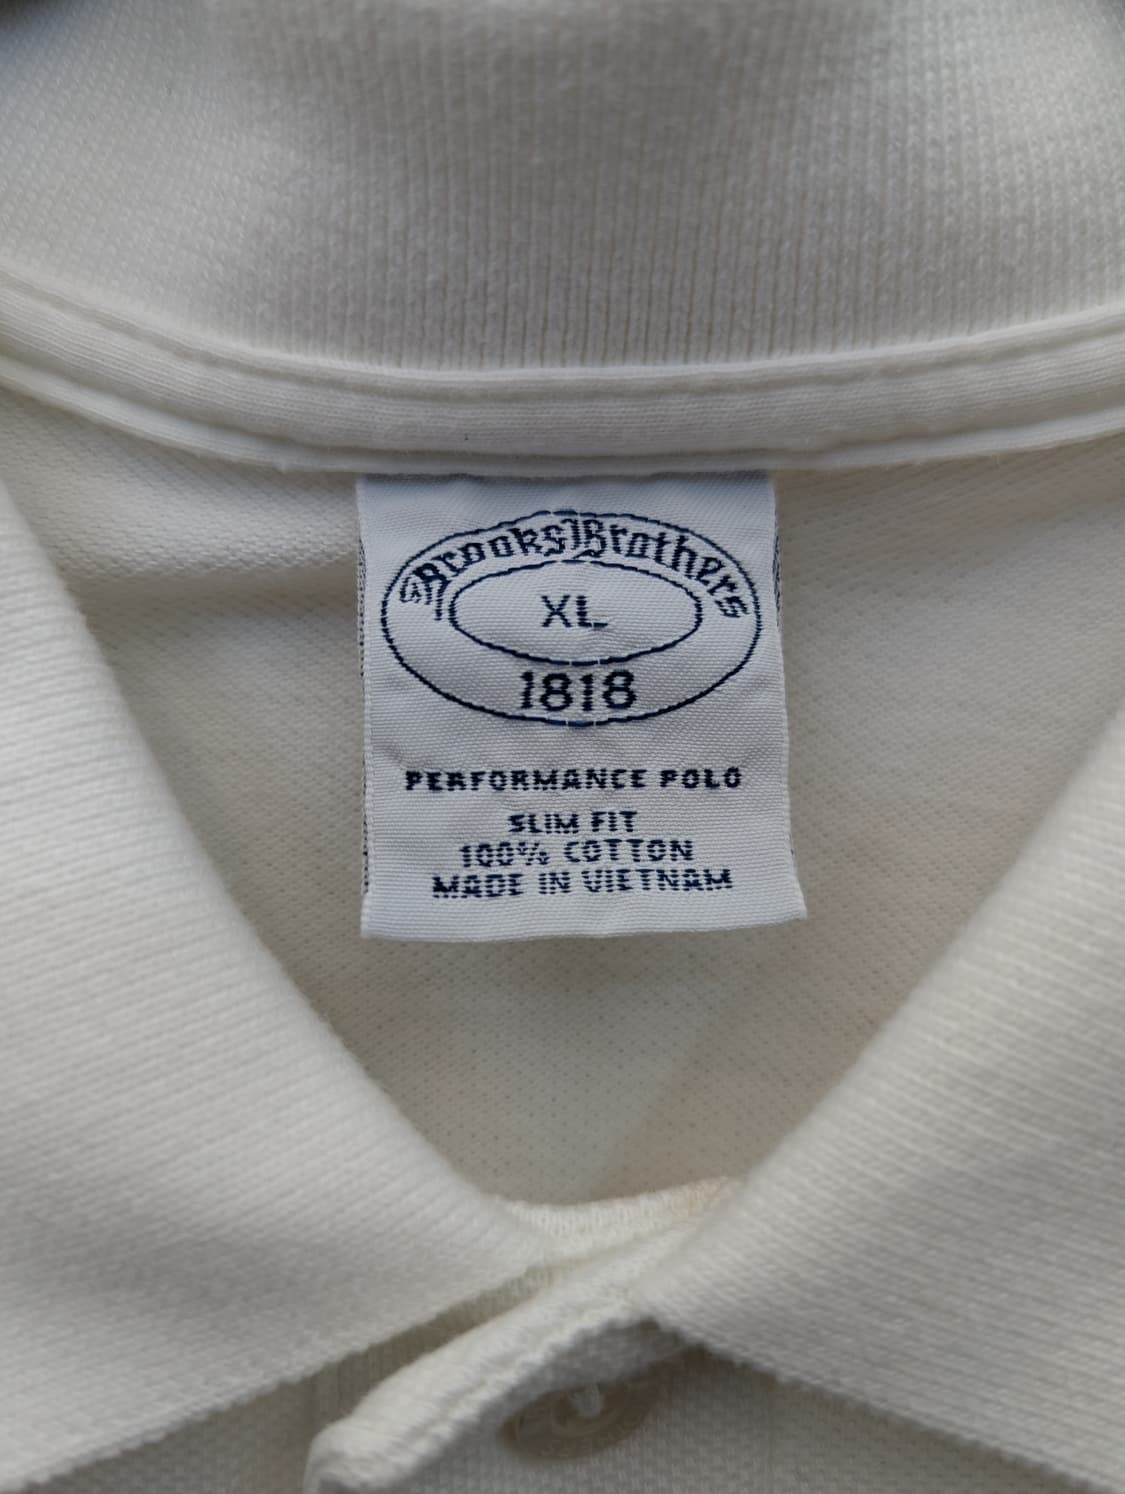 Brooks Brothers
XL
1818
PERFORMANCE POLO
SLIM FIT
100% COTTON
MADE IN VIETNAM